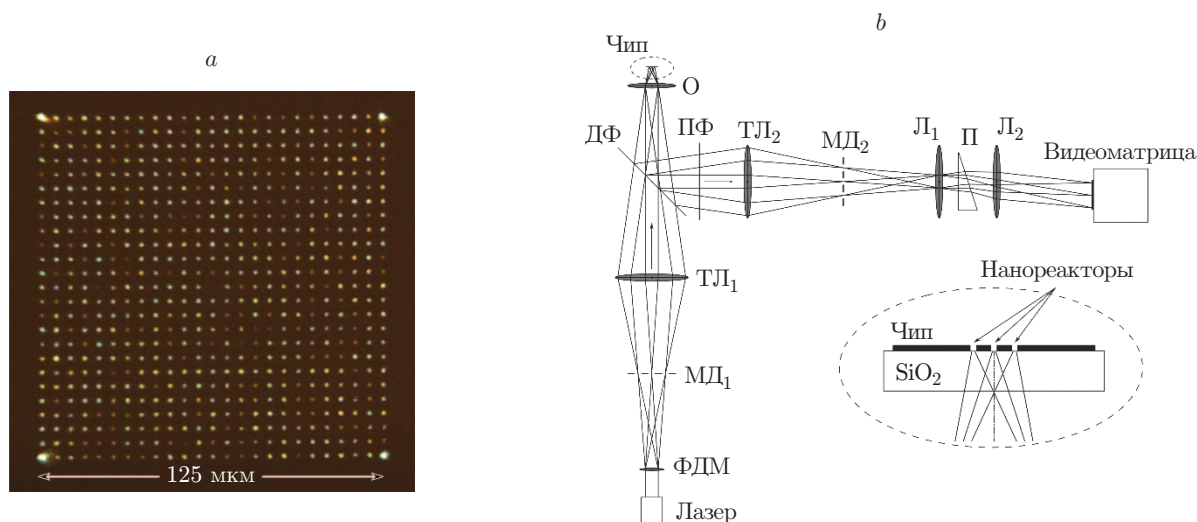 a
125 мкм
b
Чип
О
ДФ
ПФ
ТЛ₂
МД₂
Л₁
П
Л₂
Видеоматрица
ТЛ₁
МД₁
ФДМ
Лазер
Нанореакторы
Чип
SiO₂